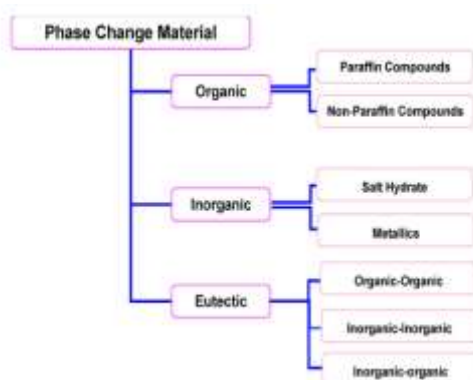 Phase Change Material
Organic
Paraffin Compounds
Non-Paraffin Compounds
Inorganic
Salt Hydrate
Metallics
Eutectic
Organic-Organic
Inorganic-Inorganic
Inorganic-organic